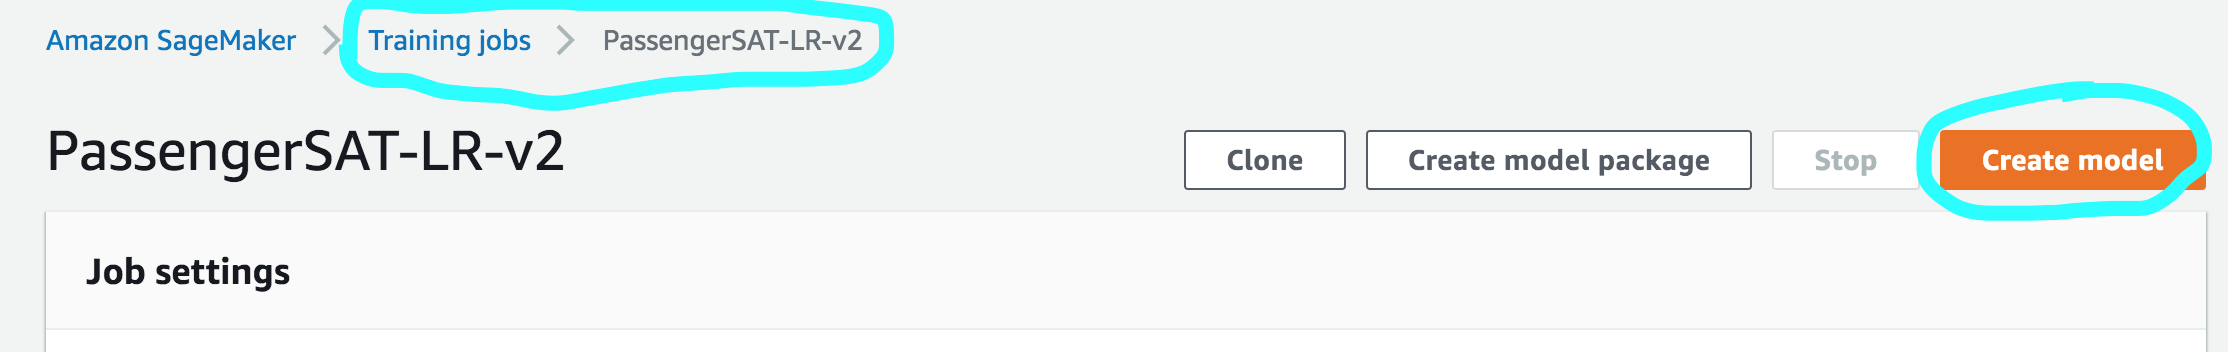 Amazon SageMaker > Training jobs > PassengerSAT-LR-v2
PassengerSAT-LR-v2
Clone Create model package Stop Create model
Job settings